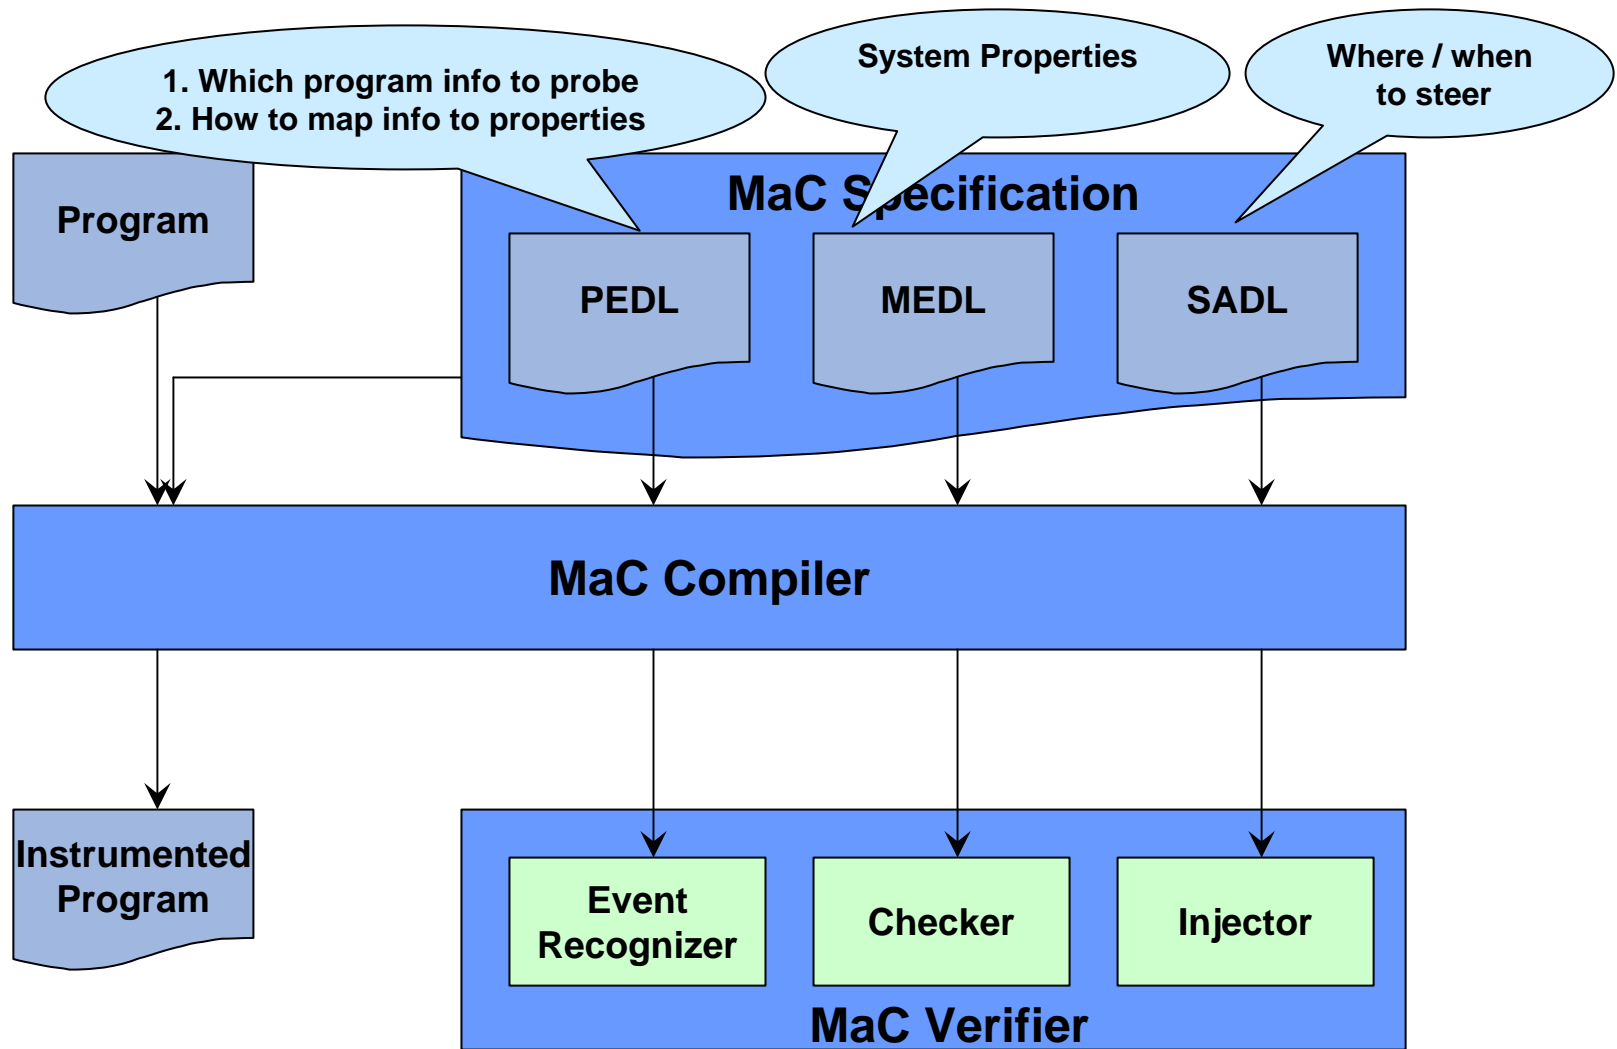 1. Which program info to probe
2. How to map info to properties
System Properties
Where / when
to steer
Program
MaC Specification
PEDL
MEDL
SADL
MaC Compiler
Instrumented
Program
Event
Recognizer
Checker
Injector
MaC Verifier